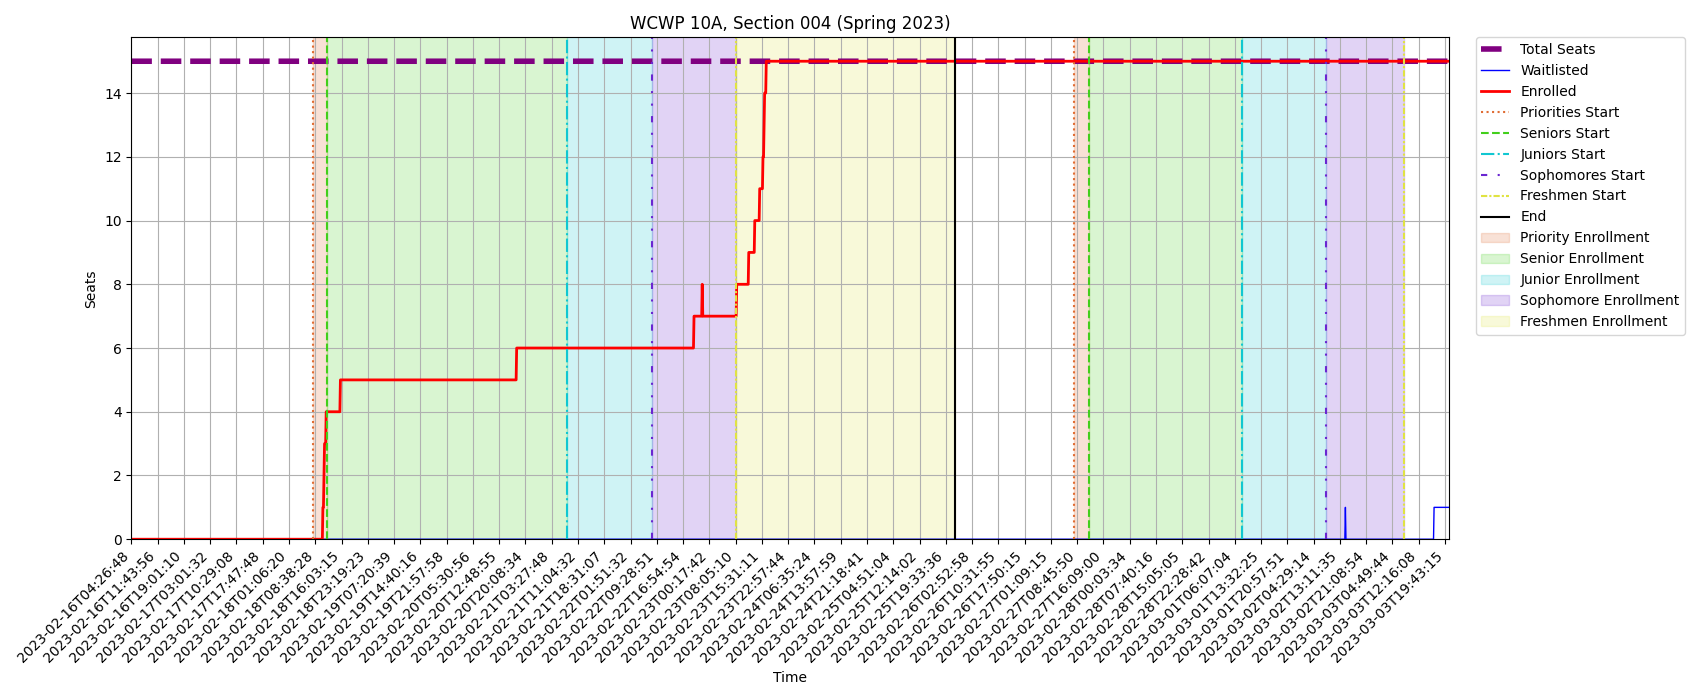 WCWP 10A, Section 004 (Spring 2023)
Seats
14
12
10
8
6
4
2
0
2023-02-16T04:26:48
2023-02-16T11:43:56
2023-02-16T19:01:10
2023-02-17T03:01:32
2023-02-17T10:29:08
2023-02-17T17:47:48
2023-02-18T01:06:20
2023-02-18T08:38:28
2023-02-18T16:03:15
2023-02-18T23:19:23
2023-02-19T07:20:39
2023-02-19T14:40:16
2023-02-19T21:57:58
2023-02-20T05:30:56
2023-02-20T12:48:55
2023-02-20T20:08:34
2023-02-21T03:27:48
2023-02-21T11:04:32
2023-02-21T18:31:07
2023-02-22T01:51:32
2023-02-22T09:28:51
2023-02-22T16:54:54
2023-02-23T00:17:42
2023-02-23T08:05:10
2023-02-23T15:31:11
2023-02-23T22:57:44
2023-02-24T06:35:24
2023-02-24T13:57:59
2023-02-24T21:18:41
2023-02-25T04:51:04
2023-02-25T12:14:02
2023-02-25T19:33:36
2023-02-26T02:52:58
2023-02-26T10:31:55
2023-02-26T17:50:15
2023-02-27T01:09:15
2023-02-27T08:45:50
2023-02-27T16:09:00
2023-02-28T00:03:34
2023-02-28T07:40:16
2023-02-28T15:05:05
2023-02-28T22:28:42
2023-03-01T06:07:04
2023-03-01T13:32:25
2023-03-01T20:57:51
2023-03-02T04:29:14
2023-03-02T13:11:35
2023-03-02T21:08:54
2023-03-03T04:49:44
2023-03-03T12:16:08
2023-03-03T19:43:15
Time
Total Seats
Waitlisted
Enrolled
Priorities Start
Seniors Start
Juniors Start
Sophomores Start
Freshmen Start
End
Priority Enrollment
Senior Enrollment
Junior Enrollment
Sophomore Enrollment
Freshmen Enrollment